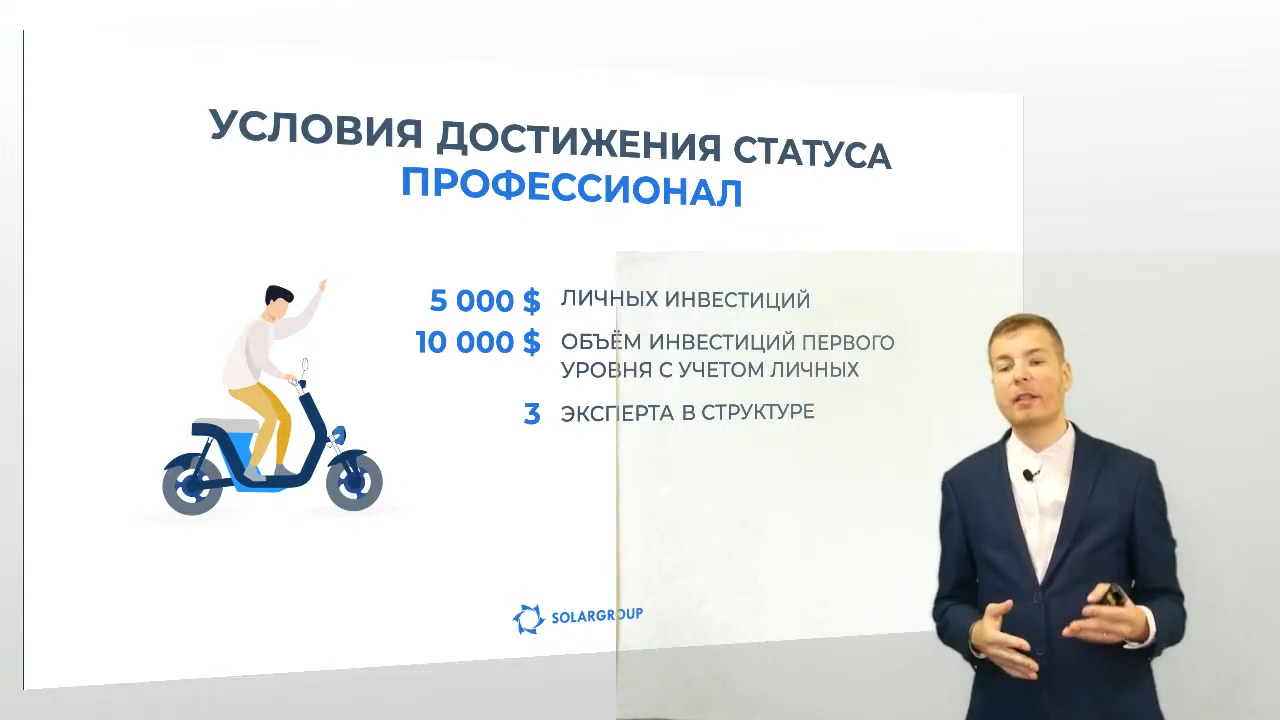 УСЛОВИЯ ДОСТИЖЕНИЯ СТАТУСА
ПРОФЕССИОНАЛ
5 000 $ ЛИЧНЫХ ИНВЕСТИЦИЙ
10 000 $ ОБЪЁМ ИНВЕСТИЦИЙ ПЕРВОГО
УРОВНЯ С УЧЕТОМ ЛИЧНЫХ
3 ЭКСПЕРТА В СТРУКТУРЕ
SOLARGROUP